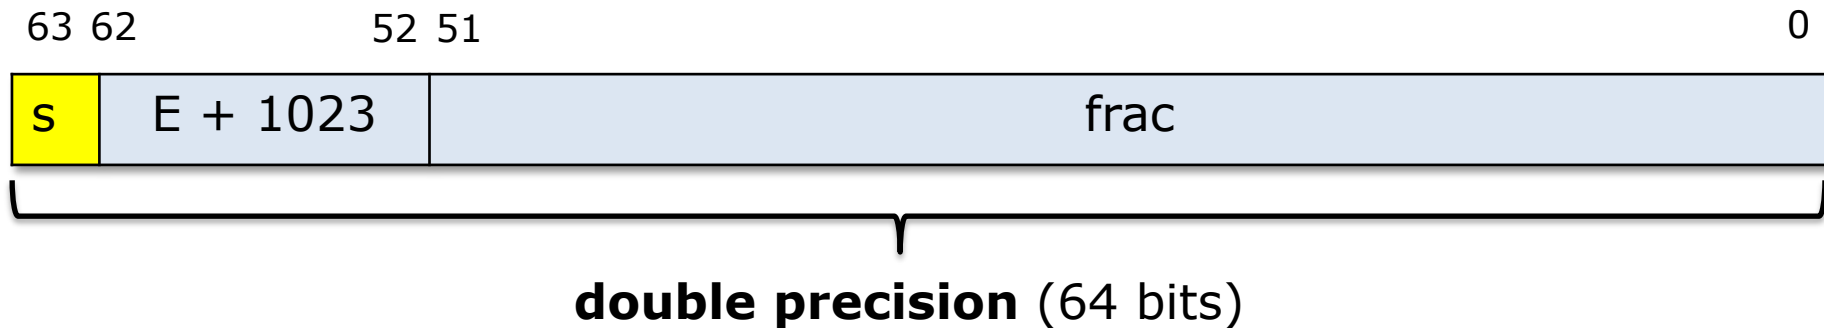 63 62 52 51 0
s E + 1023 frac
double precision (64 bits)